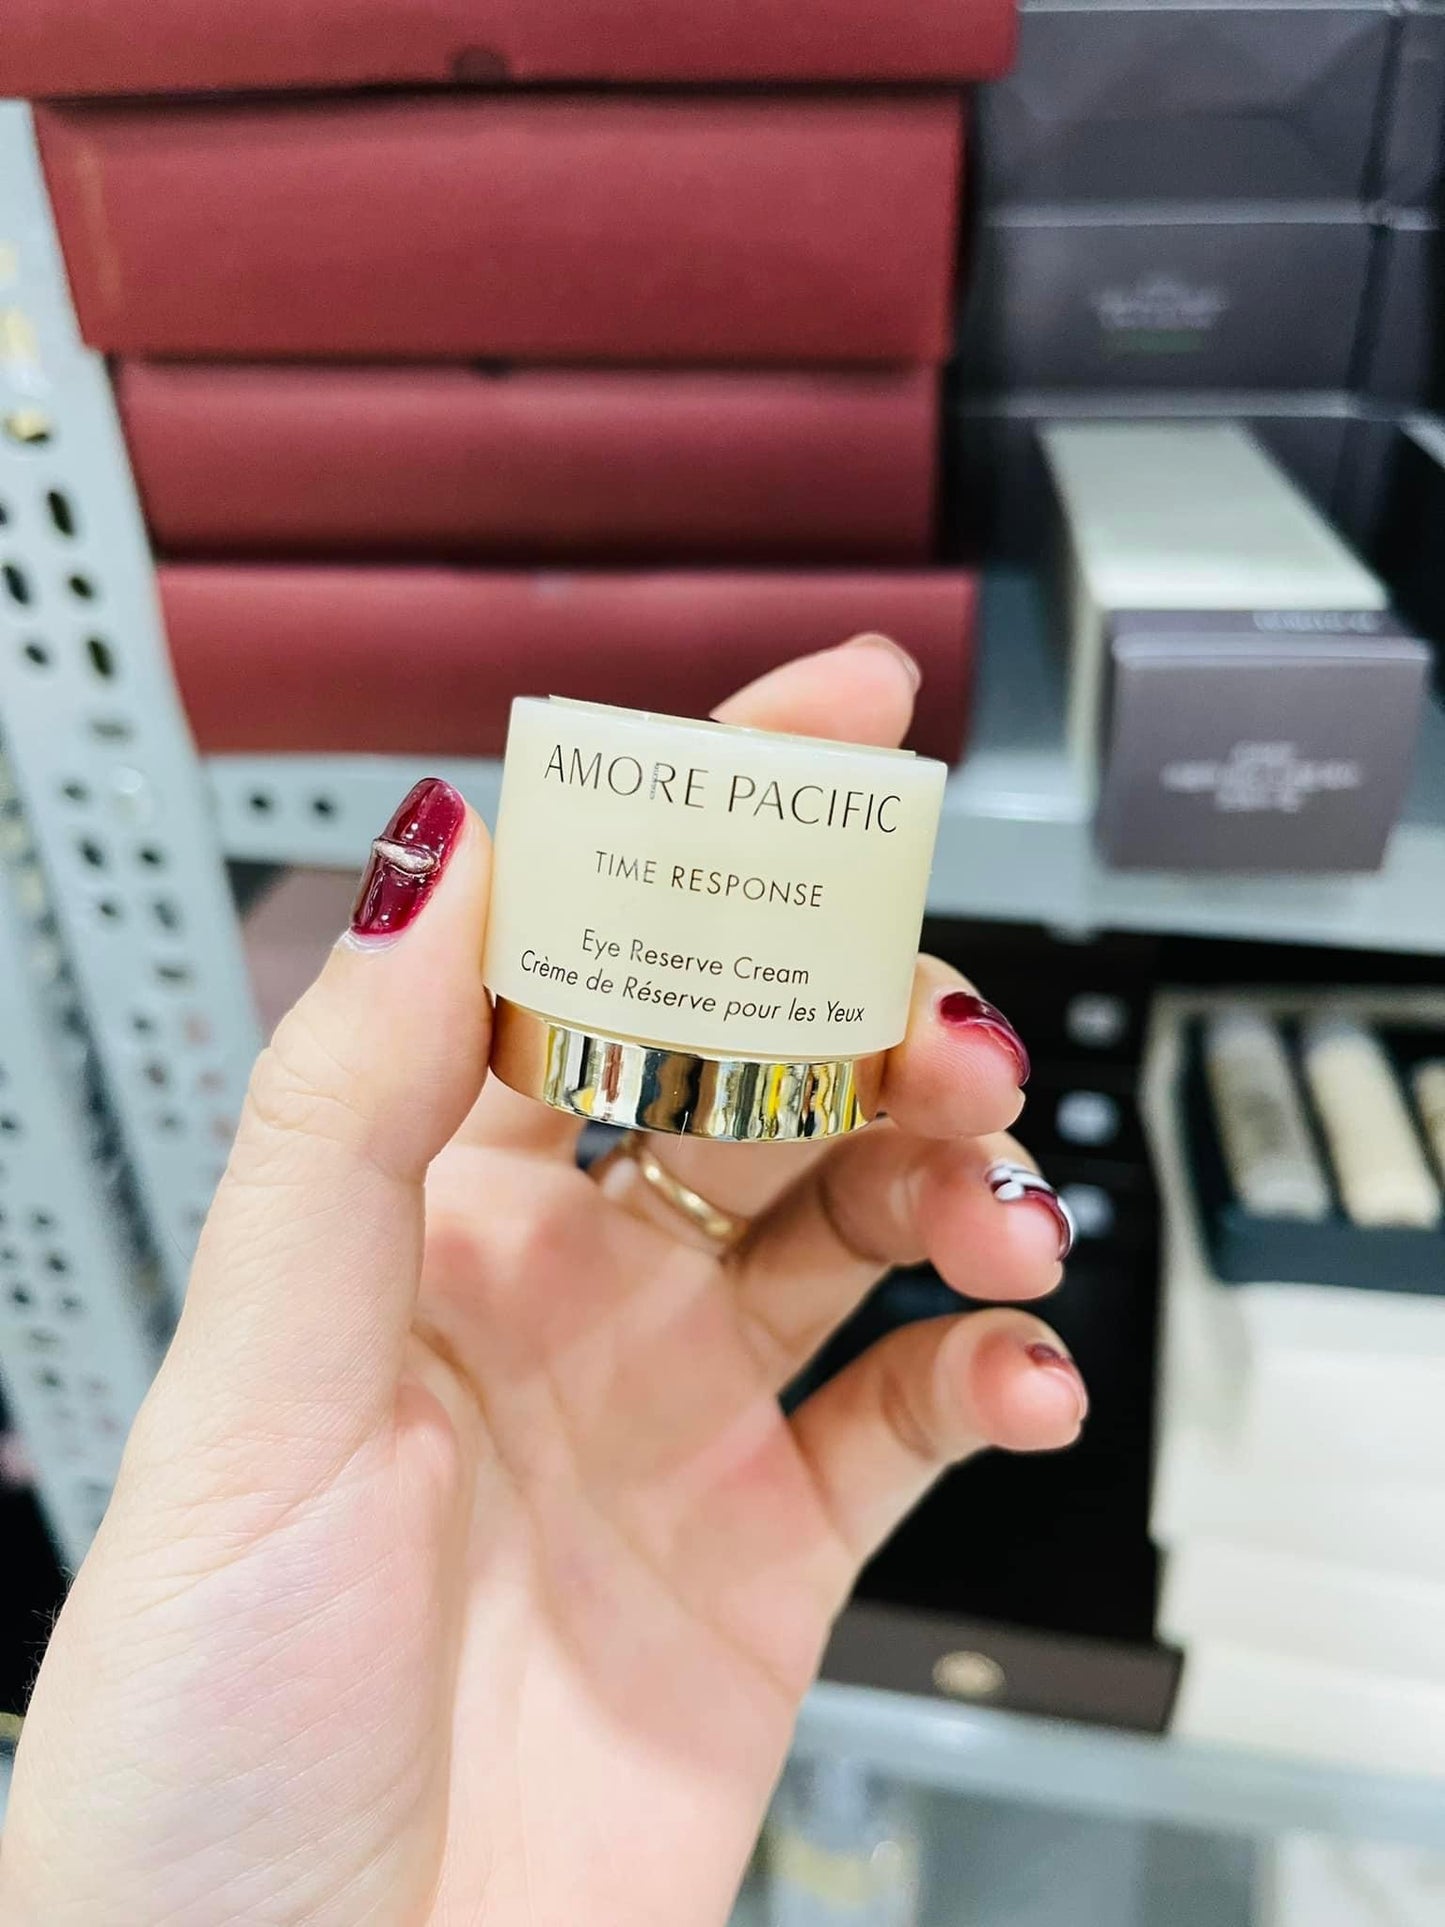 AMORE PACIFIC
TIME RESPONSE
Eye Reserve Cream
Crème de Réserve pour les Yeux